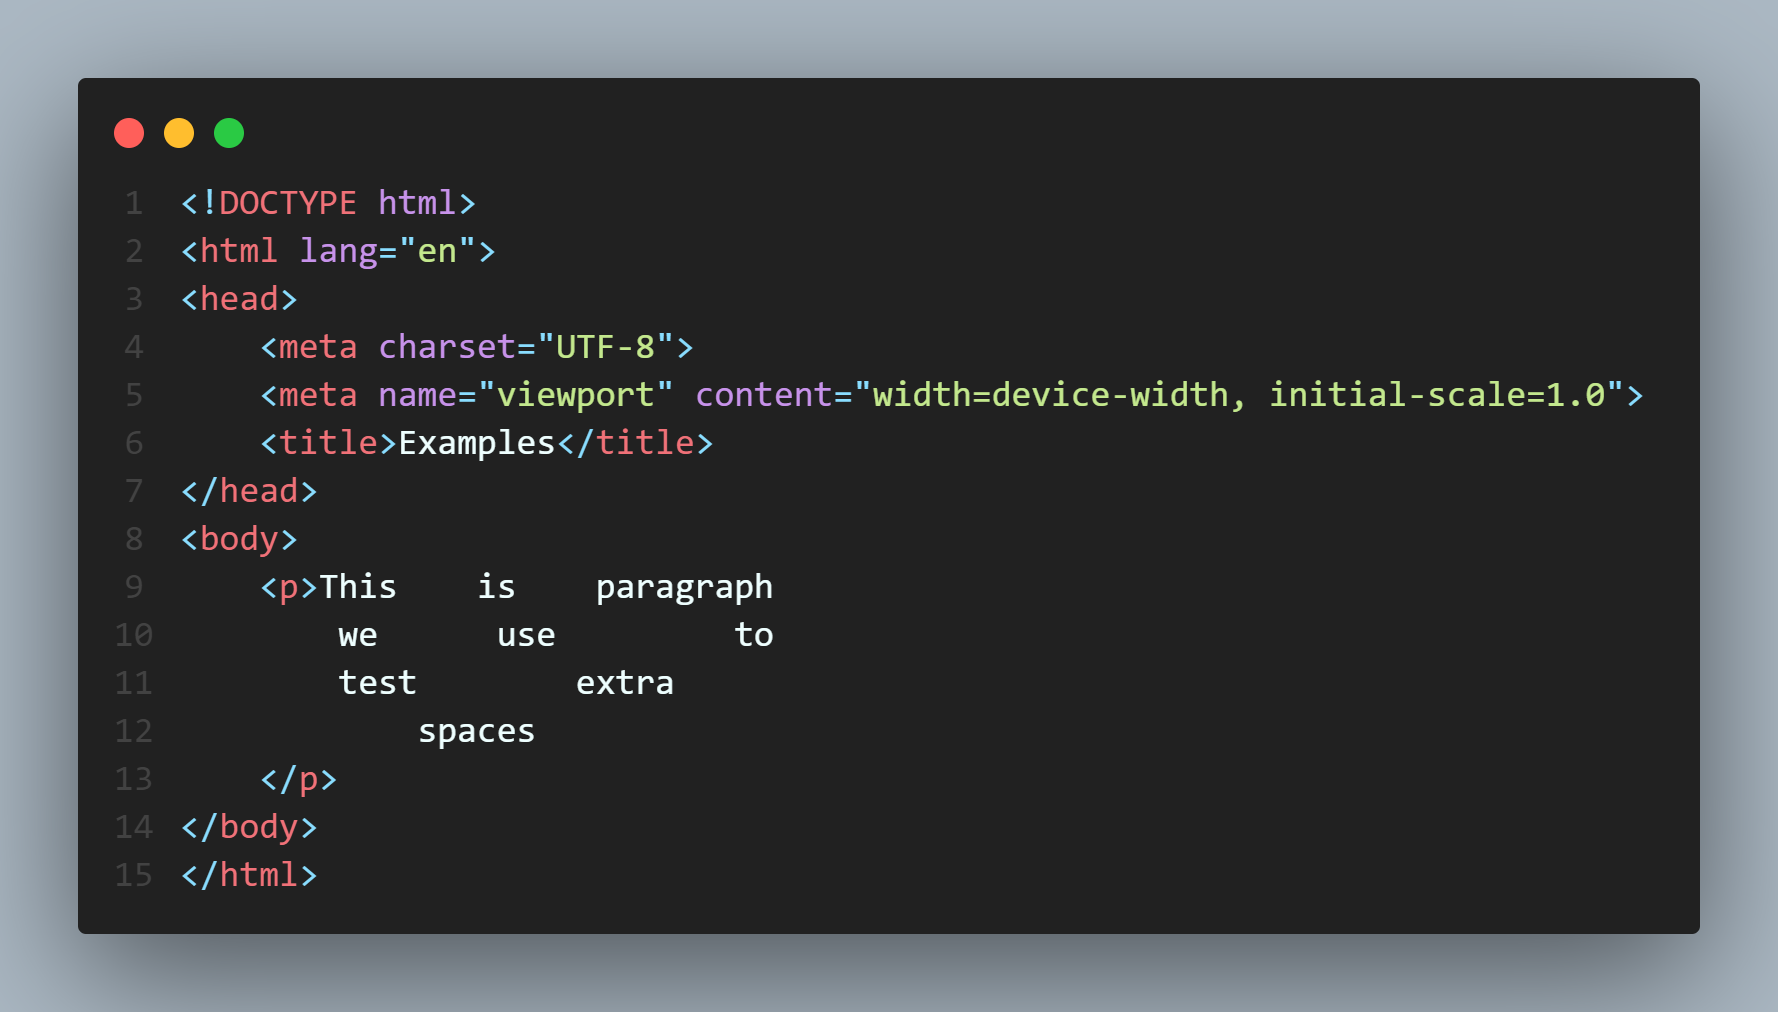 1 <!DOCTYPE html>
2 <html lang="en">
3 <head>
4     <meta charset="UTF-8">
5     <meta name="viewport" content="width=device-width, initial-scale=1.0">
6     <title>Examples</title>
7 </head>
8 <body>
9     <p>This    is    paragraph
10         we      use         to
11         test        extra
12             spaces
13     </p>
14 </body>
15 </html>